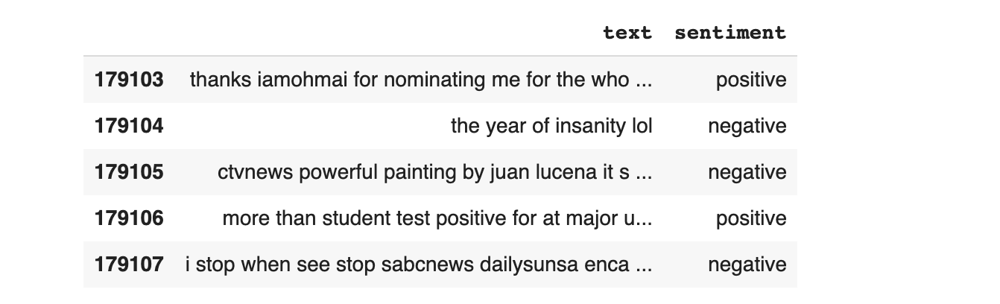 text sentiment
179103 thanks iamohmai for nominating me for the who ... positive
179104 the year of insanity lol negative
179105 ctvnews powerful painting by juan lucena it s ... negative
179106 more than student test positive for at major u... positive
179107 i stop when see stop sabcnews dailysunsa enca ... negative